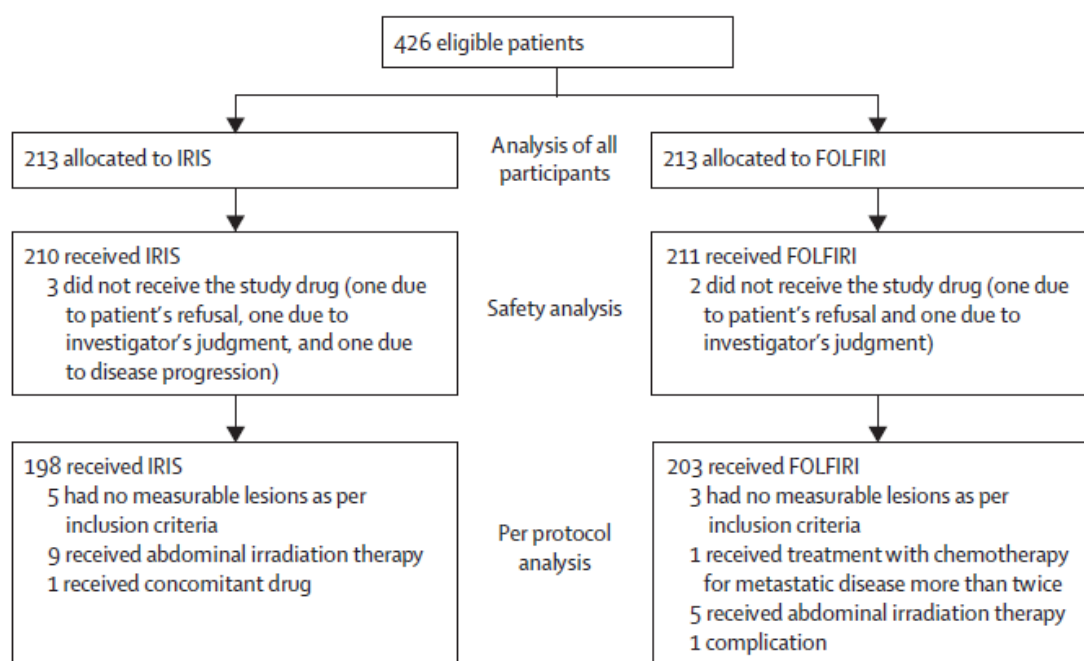 426 eligible patients
213 allocated to IRIS
Analysis of all
participants
213 allocated to FOLFIRI
210 received IRIS
3 did not receive the study drug (one due
to patient's refusal, one due to
investigator's judgment, and one due
to disease progression)
Safety analysis
211 received FOLFIRI
2 did not receive the study drug (one due
to patient's refusal and one due to
investigator's judgment)
198 received IRIS
5 had no measurable lesions as per
inclusion criteria
9 received abdominal irradiation therapy
1 received concomitant drug
Per protocol
analysis
203 received FOLFIRI
3 had no measurable lesions as per
inclusion criteria
1 received treatment with chemotherapy
for metastatic disease more than twice
5 received abdominal irradiation therapy
1 complication